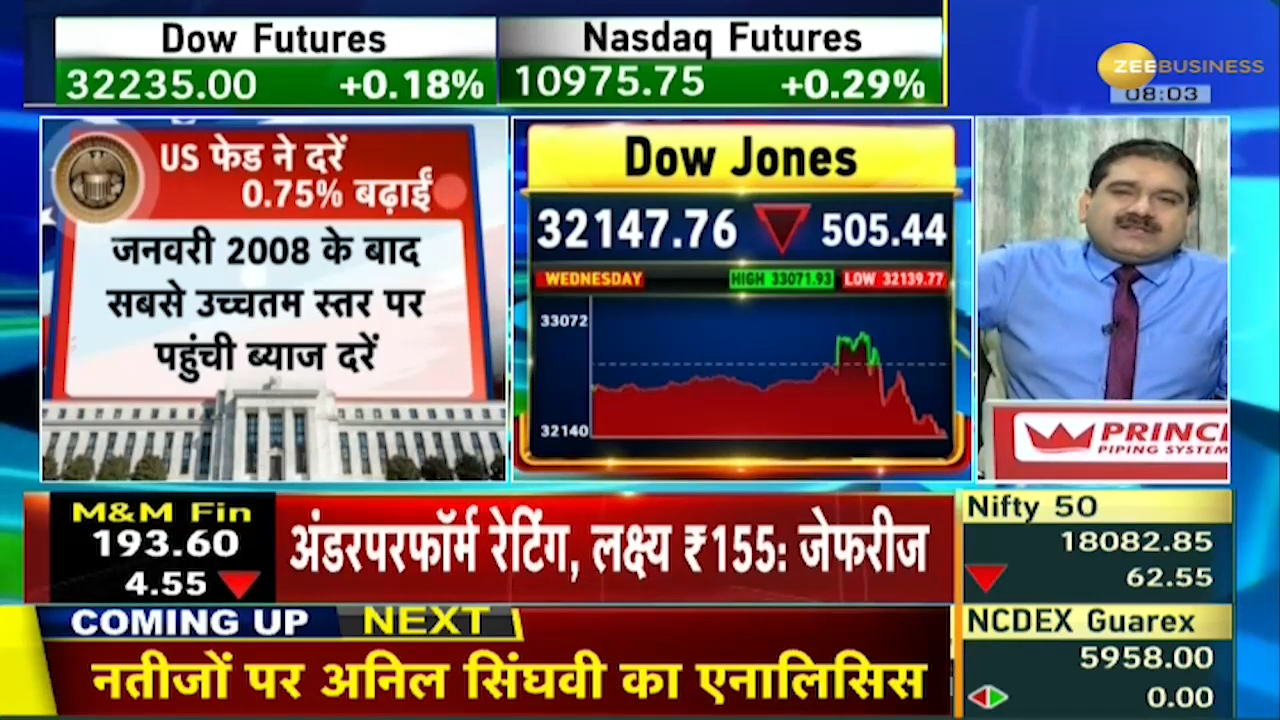 Dow Futures
32235.00 +0.18%
Nasdaq Futures
10975.75 +0.29%
ZEEBUSINESS
08:03
US फेड ने दरें
0.75% बढ़ाईं
जनवरी 2008 के बाद
सबसे उच्चतम स्तर पर
पहुंची ब्याज दरें
Dow Jones
32147.76 505.44
WEDNESDAY HIGH 33071.93 LOW 32139.77
33072
32140
PRINCI
PIPING SYSTEM
M&M Fin
193.60
4.55
अंडरपरफॉर्म रेटिंग, लक्ष्य ₹155: जेफरीज
Nifty 50
18082.85
62.55
COMING UP NEXT
नतीजों पर अनिल सिंघवी का एनालिसिस
NCDEX Guarex
5958.00
0.00